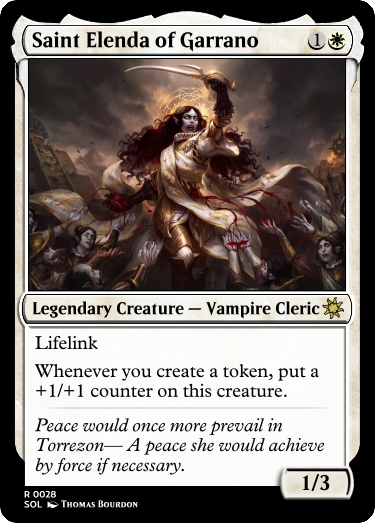 Saint Elenda of Garrano 1
Legendary Creature — Vampire Cleric
Lifelink
Whenever you create a token, put a
+1/+1 counter on this creature.
Peace would once more prevail in
Torrezon— A peace she would achieve
by force if necessary.
1/3
R 0028
SOL Thomas Bourdon